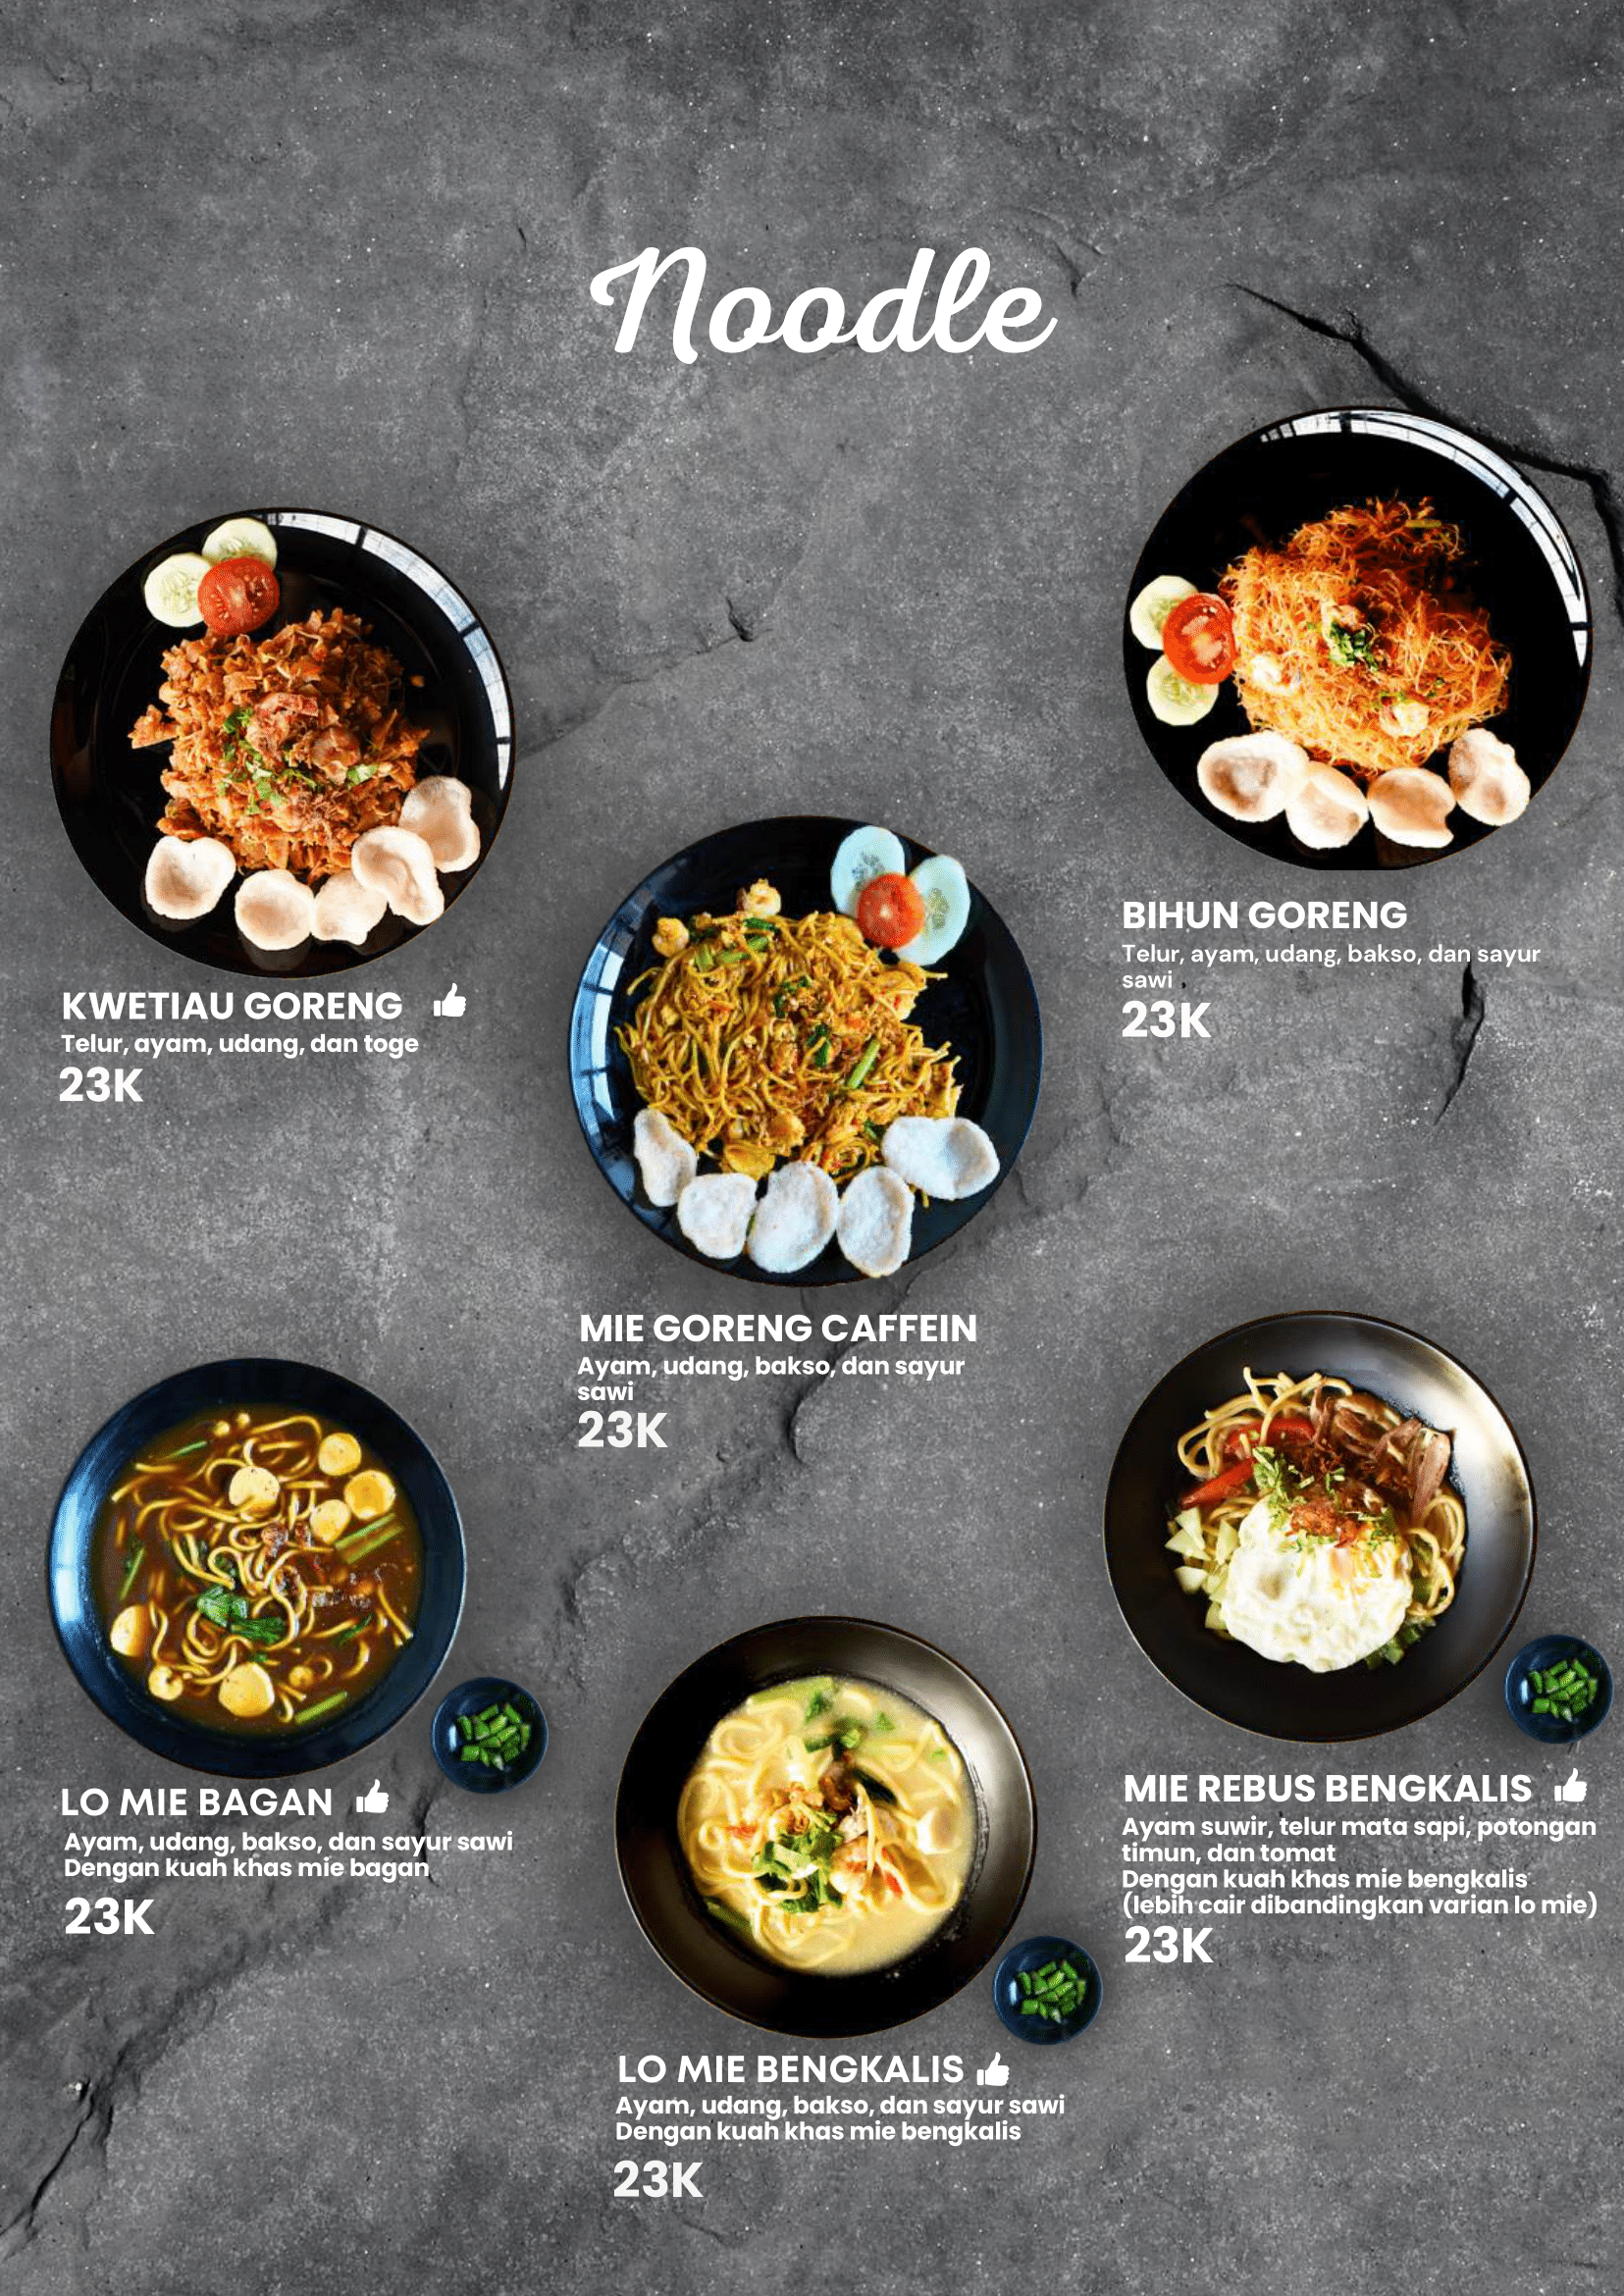 Noodle
KWETIAU GORENG
Telur, ayam, udang, dan toge
23K
BIHUN GORENG
Telur, ayam, udang, bakso, dan sayur
sawi
23K
MIE GORENG CAFFEIN
Ayam, udang, bakso, dan sayur
sawi
23K
LO MIE BAGAN
Ayam, udang, bakso, dan sayur sawi
Dengan kuah khas mie bagan
23K
MIE REBUS BENGKALIS
Ayam suwir, telur mata sapi, potongan
timun, dan tomat
Dengan kuah khas mie bengkalis
(lebih cair dibandingkan varian lo mie)
23K
LO MIE BENGKALIS
Ayam, udang, bakso, dan sayur sawi
Dengan kuah khas mie bengkalis
23K